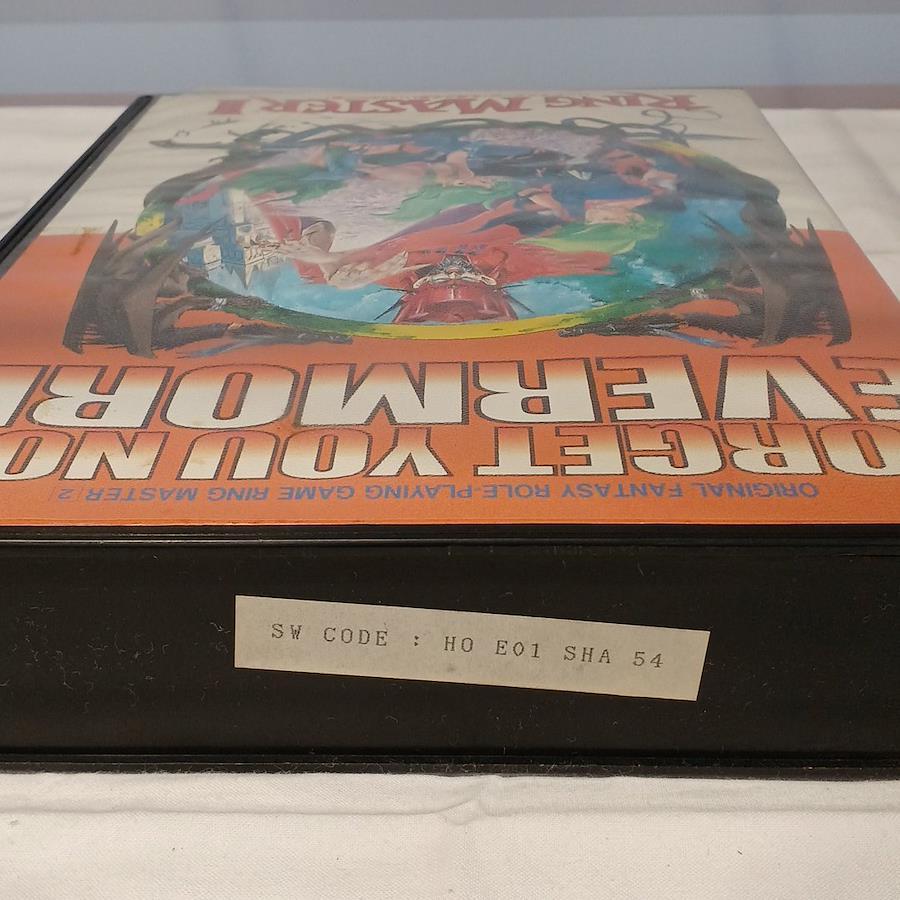 RING MASTER II
ORIGINAL FANTASY ROLE-PLAYING GAME RING MASTER/2
ORGET YOU NO
EVERMOR
SW CODE : HO E01 SHA 54